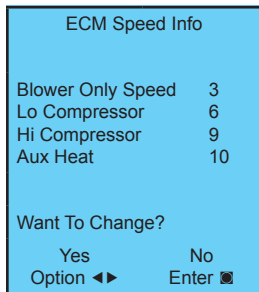 ECM Speed Info
Blower Only Speed 3
Lo Compressor 6
Hi Compressor 9
Aux Heat 10
Want To Change?
Yes No
Option ◄► Enter ◙